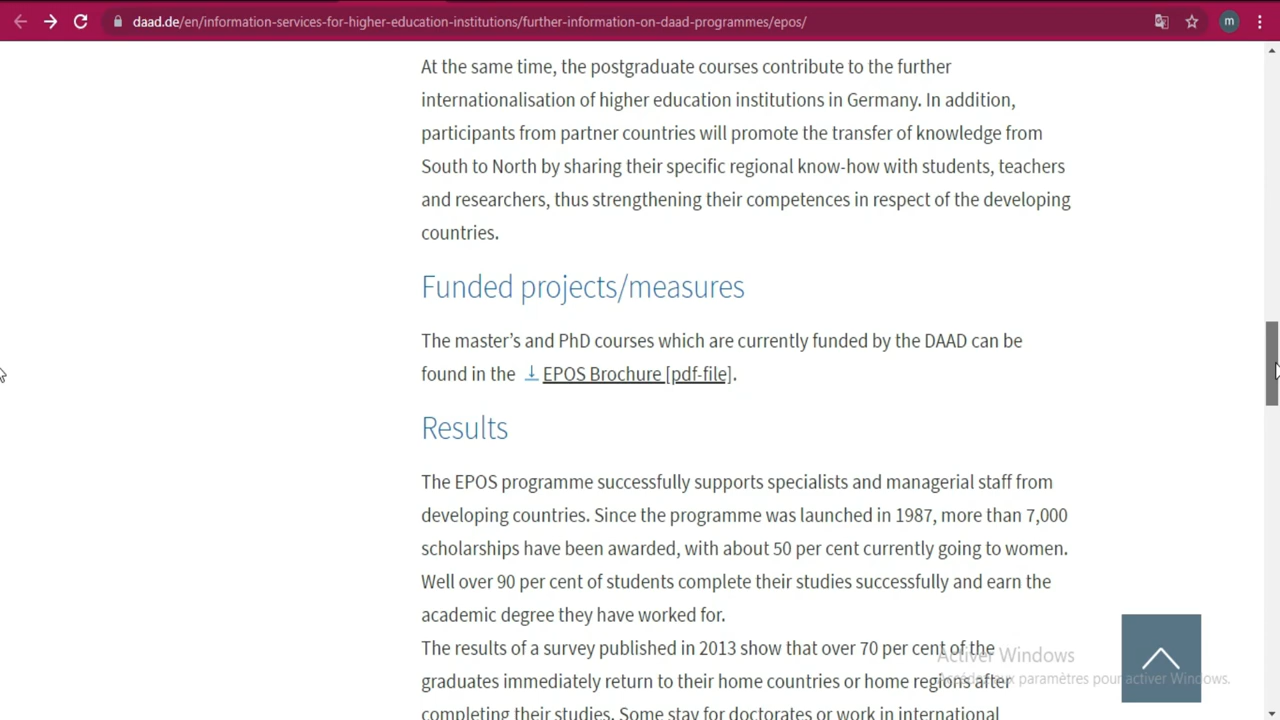 daad.de/en/information-services-for-higher-education-institutions/further-information-on-daad-programmes/epos/
m
At the same time, the postgraduate courses contribute to the further
internationalisation of higher education institutions in Germany. In addition,
participants from partner countries will promote the transfer of knowledge from
South to North by sharing their specific regional know-how with students, teachers
and researchers, thus strengthening their competences in respect of the developing
countries.
Funded projects/measures
The master’s and PhD courses which are currently funded by the DAAD can be
found in the EPOS Brochure [pdf-file].
Results
The EPOS programme successfully supports specialists and managerial staff from
developing countries. Since the programme was launched in 1987, more than 7,000
scholarships have been awarded, with about 50 per cent currently going to women.
Well over 90 per cent of students complete their studies successfully and earn the
academic degree they have worked for.
The results of a survey published in 2013 show that over 70 per cent of the
Activer Windows
Accédez aux paramètres pour activer Windows.
graduates immediately return to their home countries or home regions after
completing their studies. Some stay for doctorates or work in international